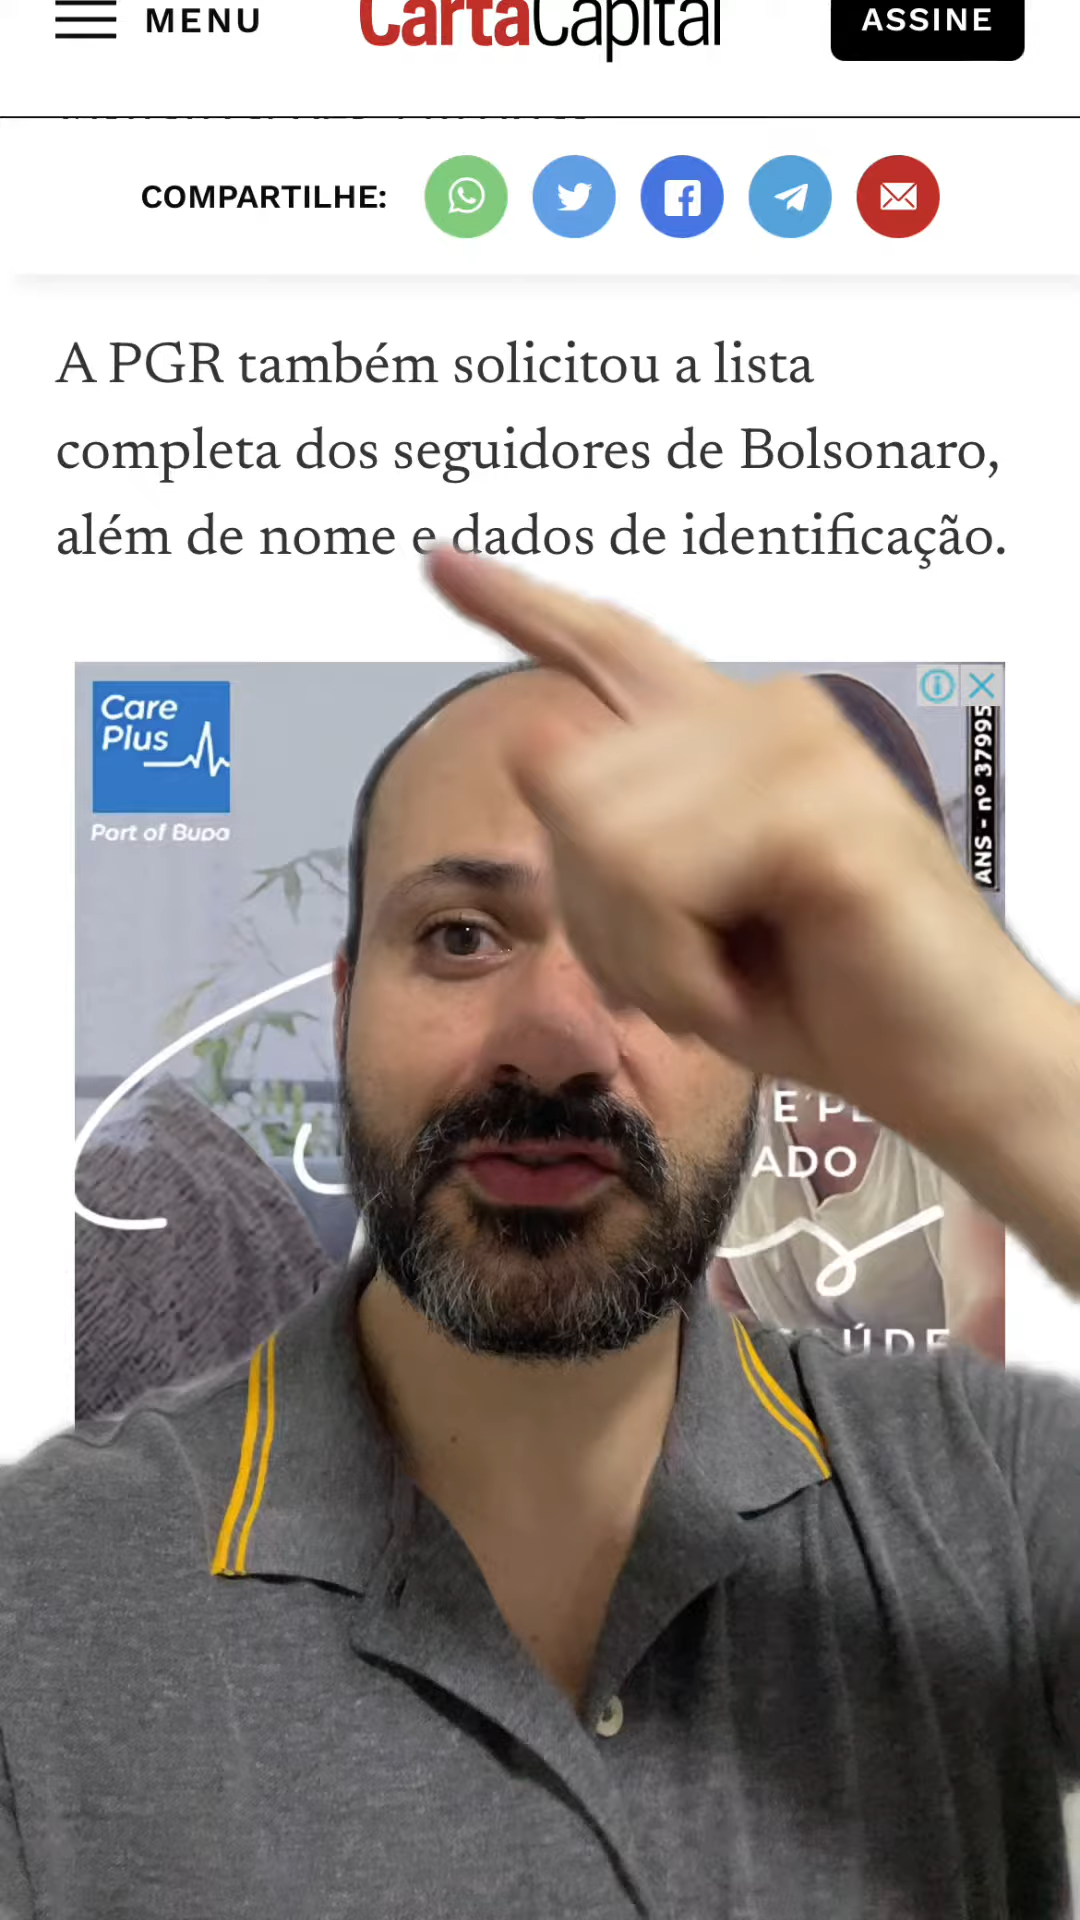 MENU
CartaCapital
ASSINE
COMPARTILHE:
A PGR também solicitou a lista
completa dos seguidores de Bolsonaro,
além de nome e dados de identificação.
Care
Plus
Part of Bupa
ANS - nº 37995
ADO